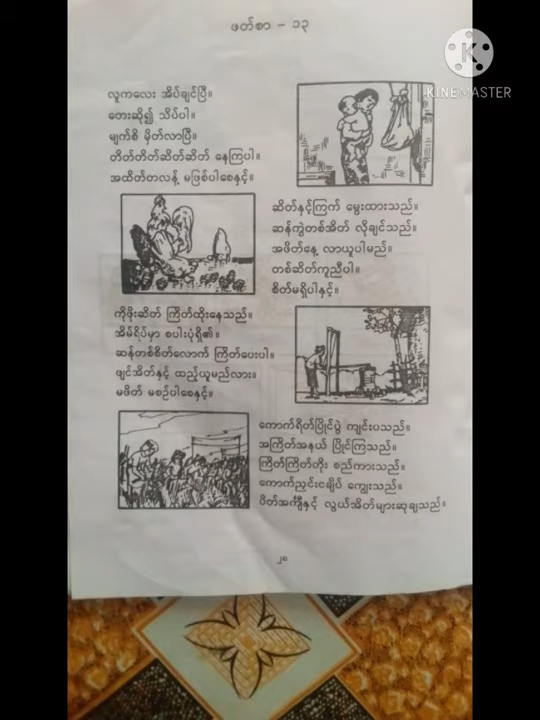 ဖတ်စာ - ၁၃
KINEMASTER
လူကလေး အိပ်ချင်ပြီ။
တေးဆို၍ သိပ်ပါ။
မျက်စိ မှိတ်လာပြီ။
တိတ်တိတ်ဆိတ်ဆိတ် နေကြပါ။
အထိတ်တလန့် မဖြစ်ပါစေနှင့်။
ဆိတ်နှင့်ကြက် မွေးထားသည်။
ဆန်ကွဲတစ်အိတ် လိုချင်သည်။
အဖိတ်နေ့ လာယူပါမည်။
တစ်ဆိတ်ကူညီပါ။
စိတ်မရှိပါနှင့်။
ကိုဖိုးဆိတ် ကြိတ်ထိုးနေသည်။
အိမ်ရိပ်မှာ စပါးပုံရှိ၏။
ဆန်တစ်စိတ်လောက် ကြိတ်ပေးပါ။
ဖျင်အိတ်နှင့် ထည့်ယူမည်လား။
မဖိတ် မစဉ်ပါစေနှင့်။
ကောက်ရိတ်ပြိုင်ပွဲ ကျင်းပသည်။
အကြိတ်အနယ် ပြိုင်ကြသည်။
ကြိတ်ကြိတ်တိုး စည်ကားသည်။
ကောက်ညှင်းငချိပ် ကျွေးသည်။
ပိတ်အင်္ကျီနှင့် လွယ်အိတ်များဆုချသည်။
၂၈